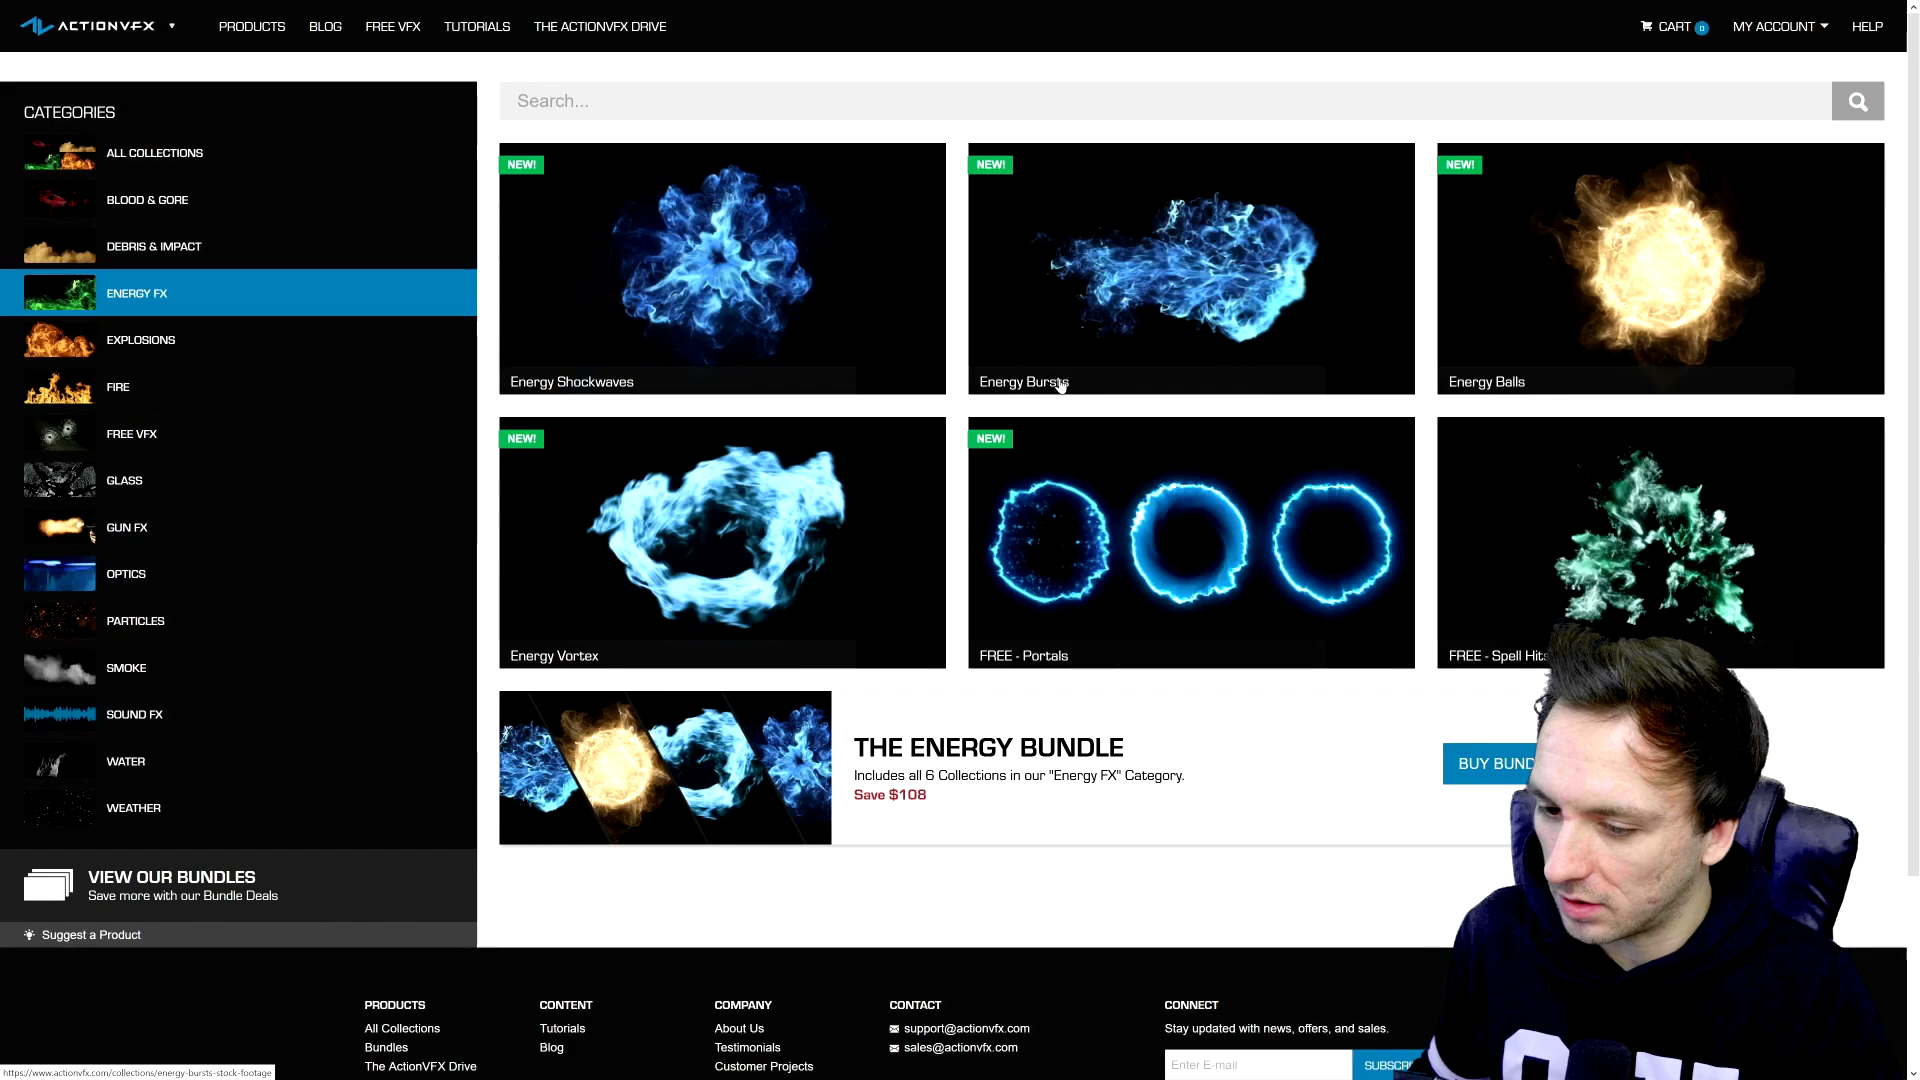 ACTIONVFX
PRODUCTS
BLOG
FREE VFX
TUTORIALS
THE ACTIONVFX DRIVE
CART 0
MY ACCOUNT
HELP
CATEGORIES
ALL COLLECTIONS
BLOOD & GORE
DEBRIS & IMPACT
ENERGY FX
EXPLOSIONS
FIRE
FREE VFX
GLASS
GUN FX
OPTICS
PARTICLES
SMOKE
SOUND FX
WATER
WEATHER
VIEW OUR BUNDLES
Save more with our Bundle Deals
Suggest a Product
Search...
NEW!
Energy Shockwaves
NEW!
Energy Bursts
NEW!
Energy Balls
NEW!
Energy Vortex
NEW!
FREE - Portals
FREE - Spell Hits
THE ENERGY BUNDLE
Includes all 6 Collections in our "Energy FX" Category.
Save $108
BUY BUND
PRODUCTS
All Collections
Bundles
The ActionVFX Drive
CONTENT
Tutorials
Blog
COMPANY
About Us
Testimonials
Customer Projects
CONTACT
support@actionvfx.com
sales@actionvfx.com
CONNECT
Stay updated with news, offers, and sales.
Enter E-mail
SUBSCR
https://www.actionvfx.com/collections/energy-bursts-stock-footage